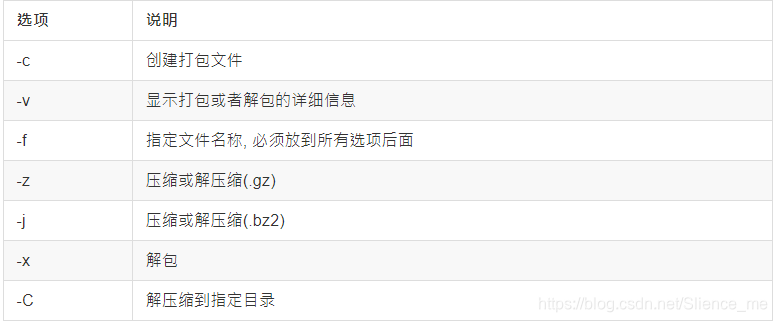 选项 说明
-c 创建打包文件
-v 显示打包或者解包的详细信息
-f 指定文件名称, 必须放到所有选项后面
-z 压缩或解压缩(.gz)
-j 压缩或解压缩(.bz2)
-x 解包
-C 解压缩到指定目录
https://blog.csdn.net/Slience_me